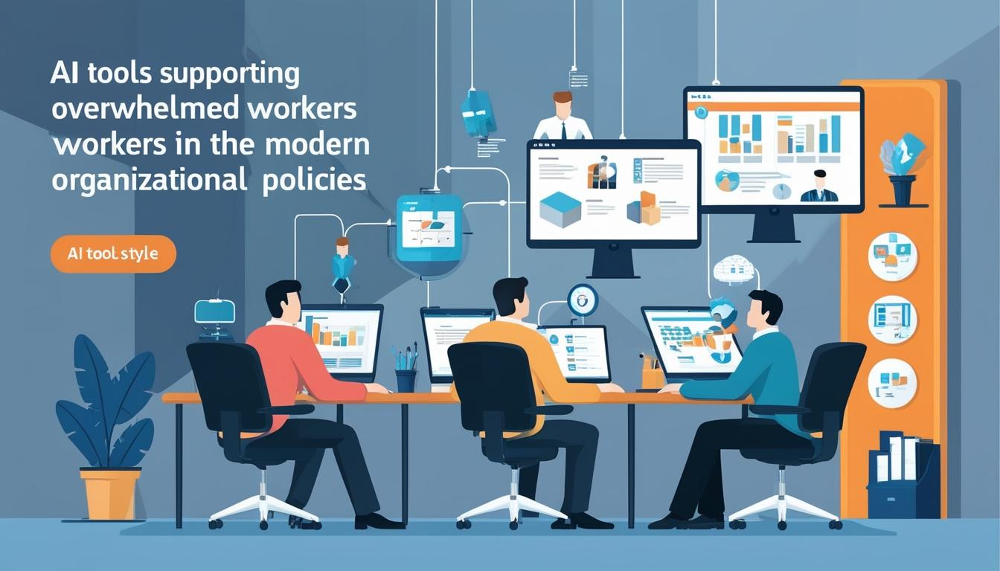 AI tools supporting
overwhelmed workers
workers in the modern
organizational policies
AI tool style